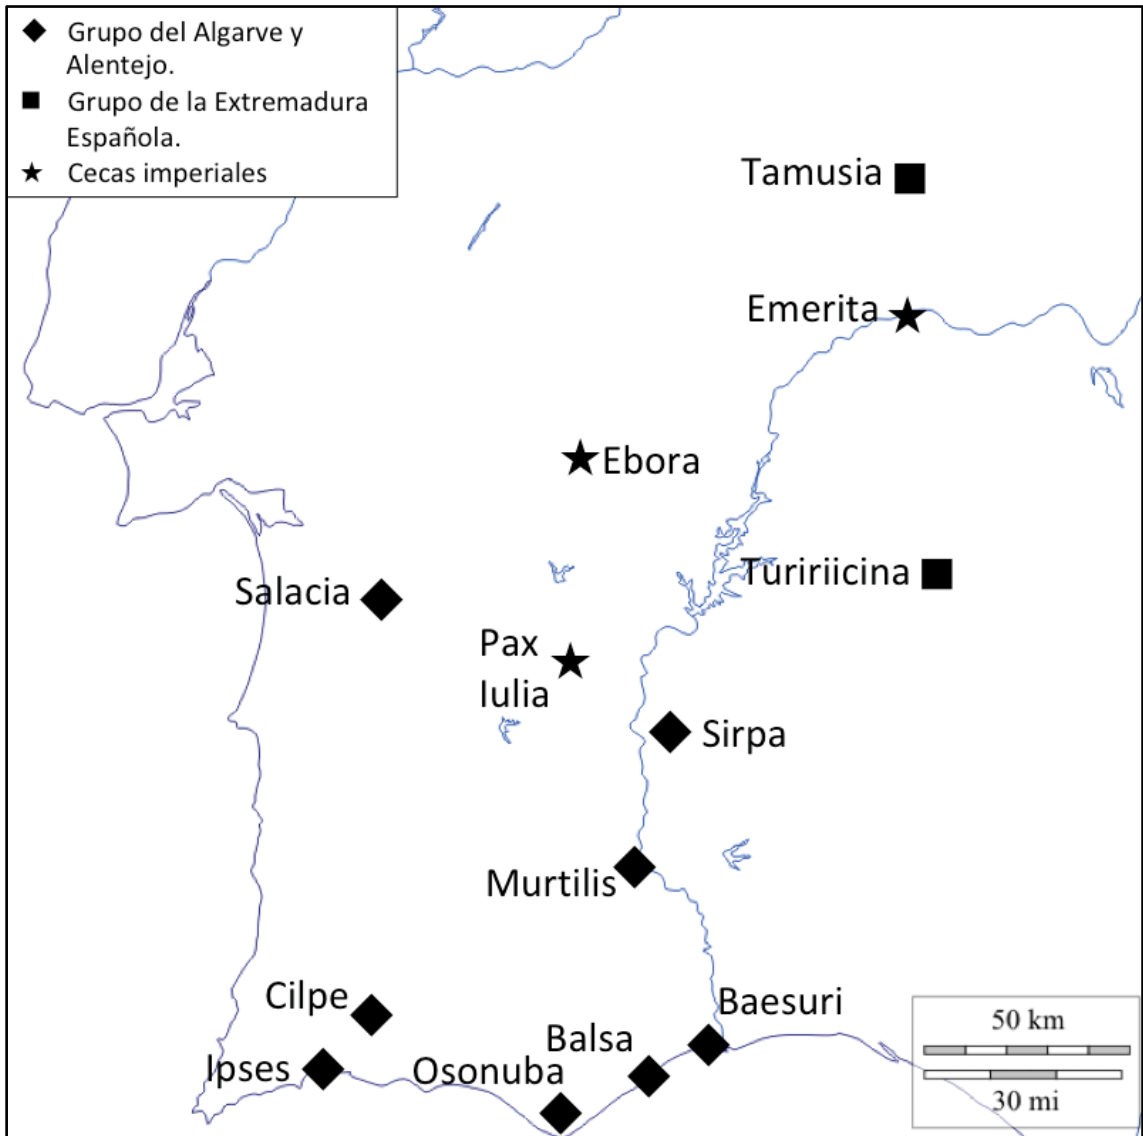 Grupo del Algarve y
Alentejo.
Grupo de la Extremadura
Española.
Cecas imperiales
Tamusia
Emerita
Ebora
Tuririicina
Salacia
Pax
Iulia
Sirpa
Murtilis
Cilpe
Baesuri
Balsa
Ipses
Osonuba
50 km
30 mi